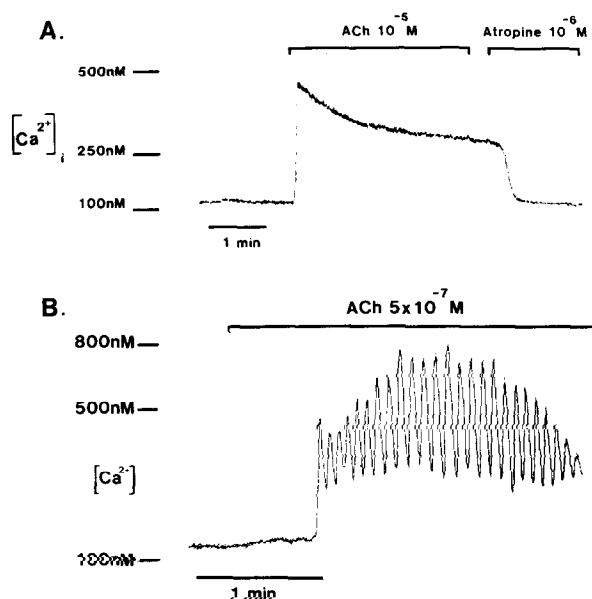 A.
ACh 10⁻⁵ M
Atropine 10⁻⁶ M
500nM
[Ca²⁺]i
250nM
100nM
1 min
B.
ACh 5x10⁻⁷ M
800nM
500nM
[Ca²⁺]
100nM
1 min